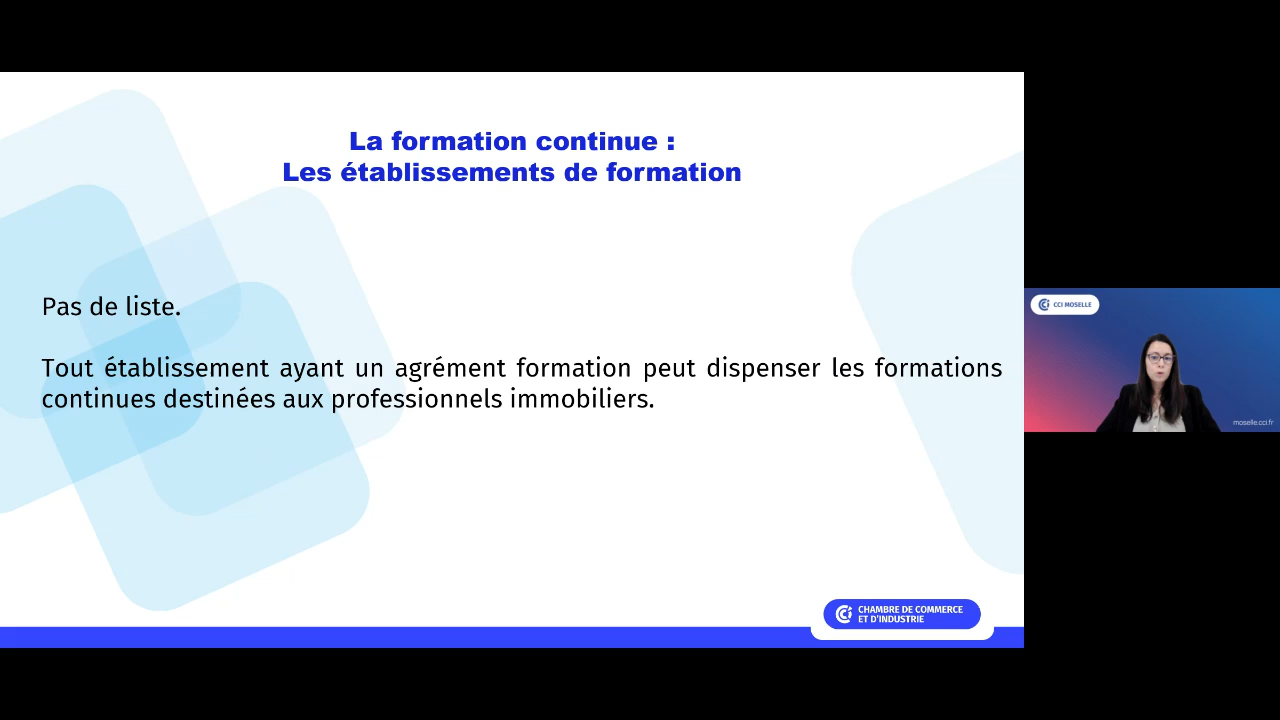 La formation continue :
Les établissements de formation
Pas de liste.
Tout établissement ayant un agrément formation peut dispenser les formations
continues destinées aux professionnels immobiliers.
CCI MOSELLE
moselle.cci.fr
CHAMBRE DE COMMERCE
ET D'INDUSTRIE